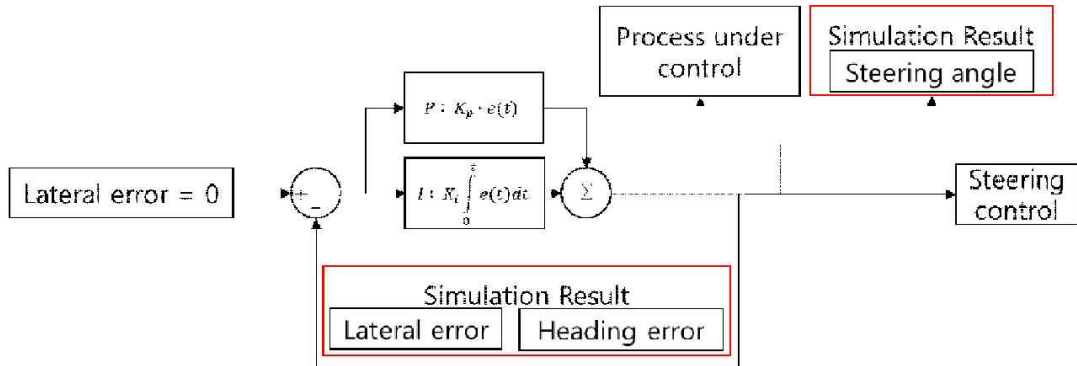 Process under
control
Simulation Result
Steering angle
P : K_p · e(t)
Lateral error = 0
+
−
I : K_i ∫_0^t e(t)dt
Σ
Steering
control
Simulation Result
Lateral error
Heading error